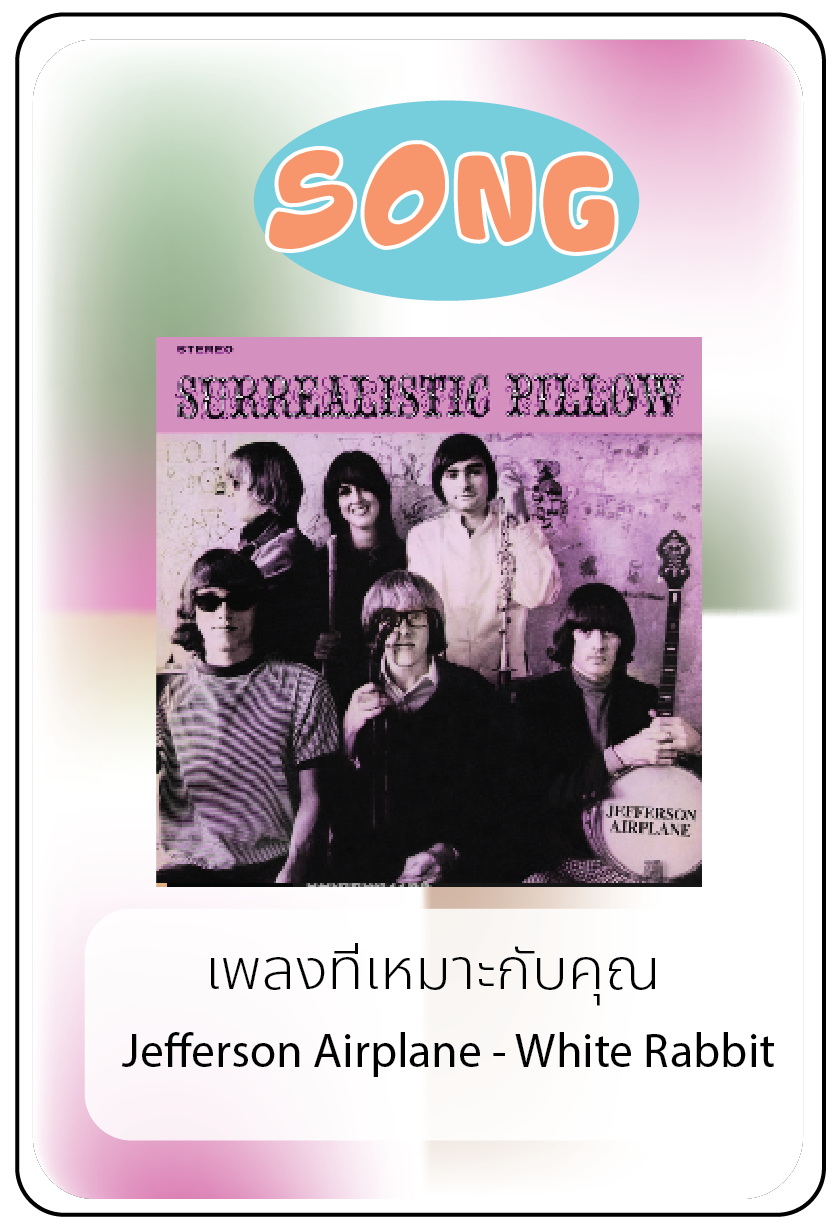 SONG
STEREO
SURREALISTIC PILLOW
JEFFERSON
AIRPLANE
เพลงที่เหมาะกับคุณ
Jefferson Airplane - White Rabbit